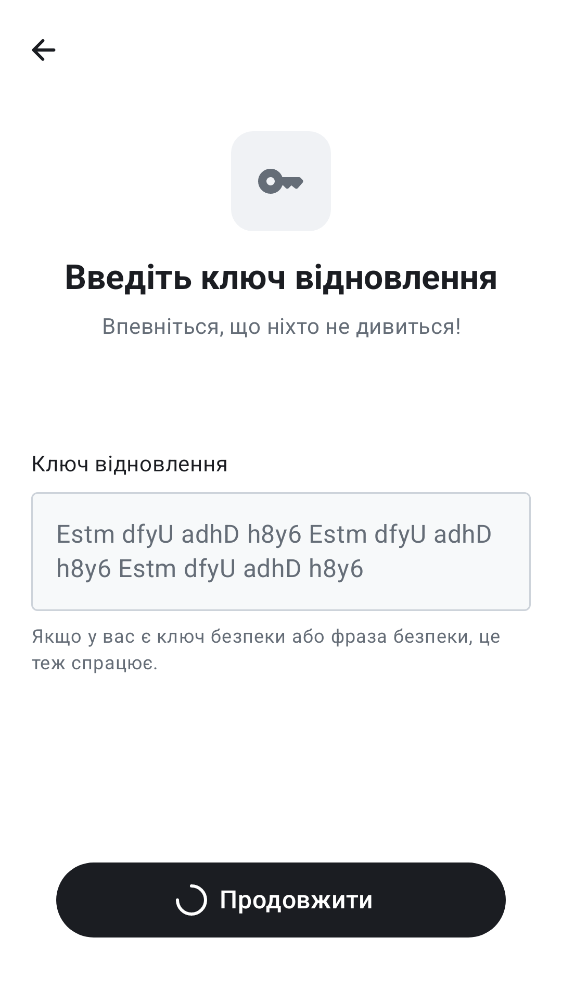 Введіть ключ відновлення
Впевніться, що ніхто не дивиться!
Ключ відновлення
Estm dfyU adhD h8y6 Estm dfyU adhD
h8y6 Estm dfyU adhD h8y6
Якщо у вас є ключ безпеки або фраза безпеки, це
теж спрацює.
Продовжити